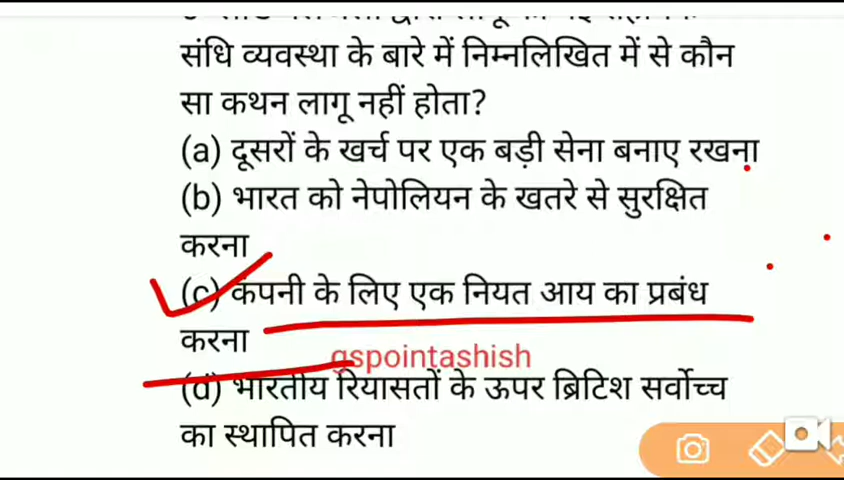 संधि व्यवस्था के बारे में निम्नलिखित में से कौन
सा कथन लागू नहीं होता?
(a) दूसरों के खर्च पर एक बड़ी सेना बनाए रखना
(b) भारत को नेपोलियन के खतरे से सुरक्षित
करना
(c) कंपनी के लिए एक नियत आय का प्रबंध
करना
gspointashish
(d) भारतीय रियासतों के ऊपर ब्रिटिश सर्वोच्च
का स्थापित करना